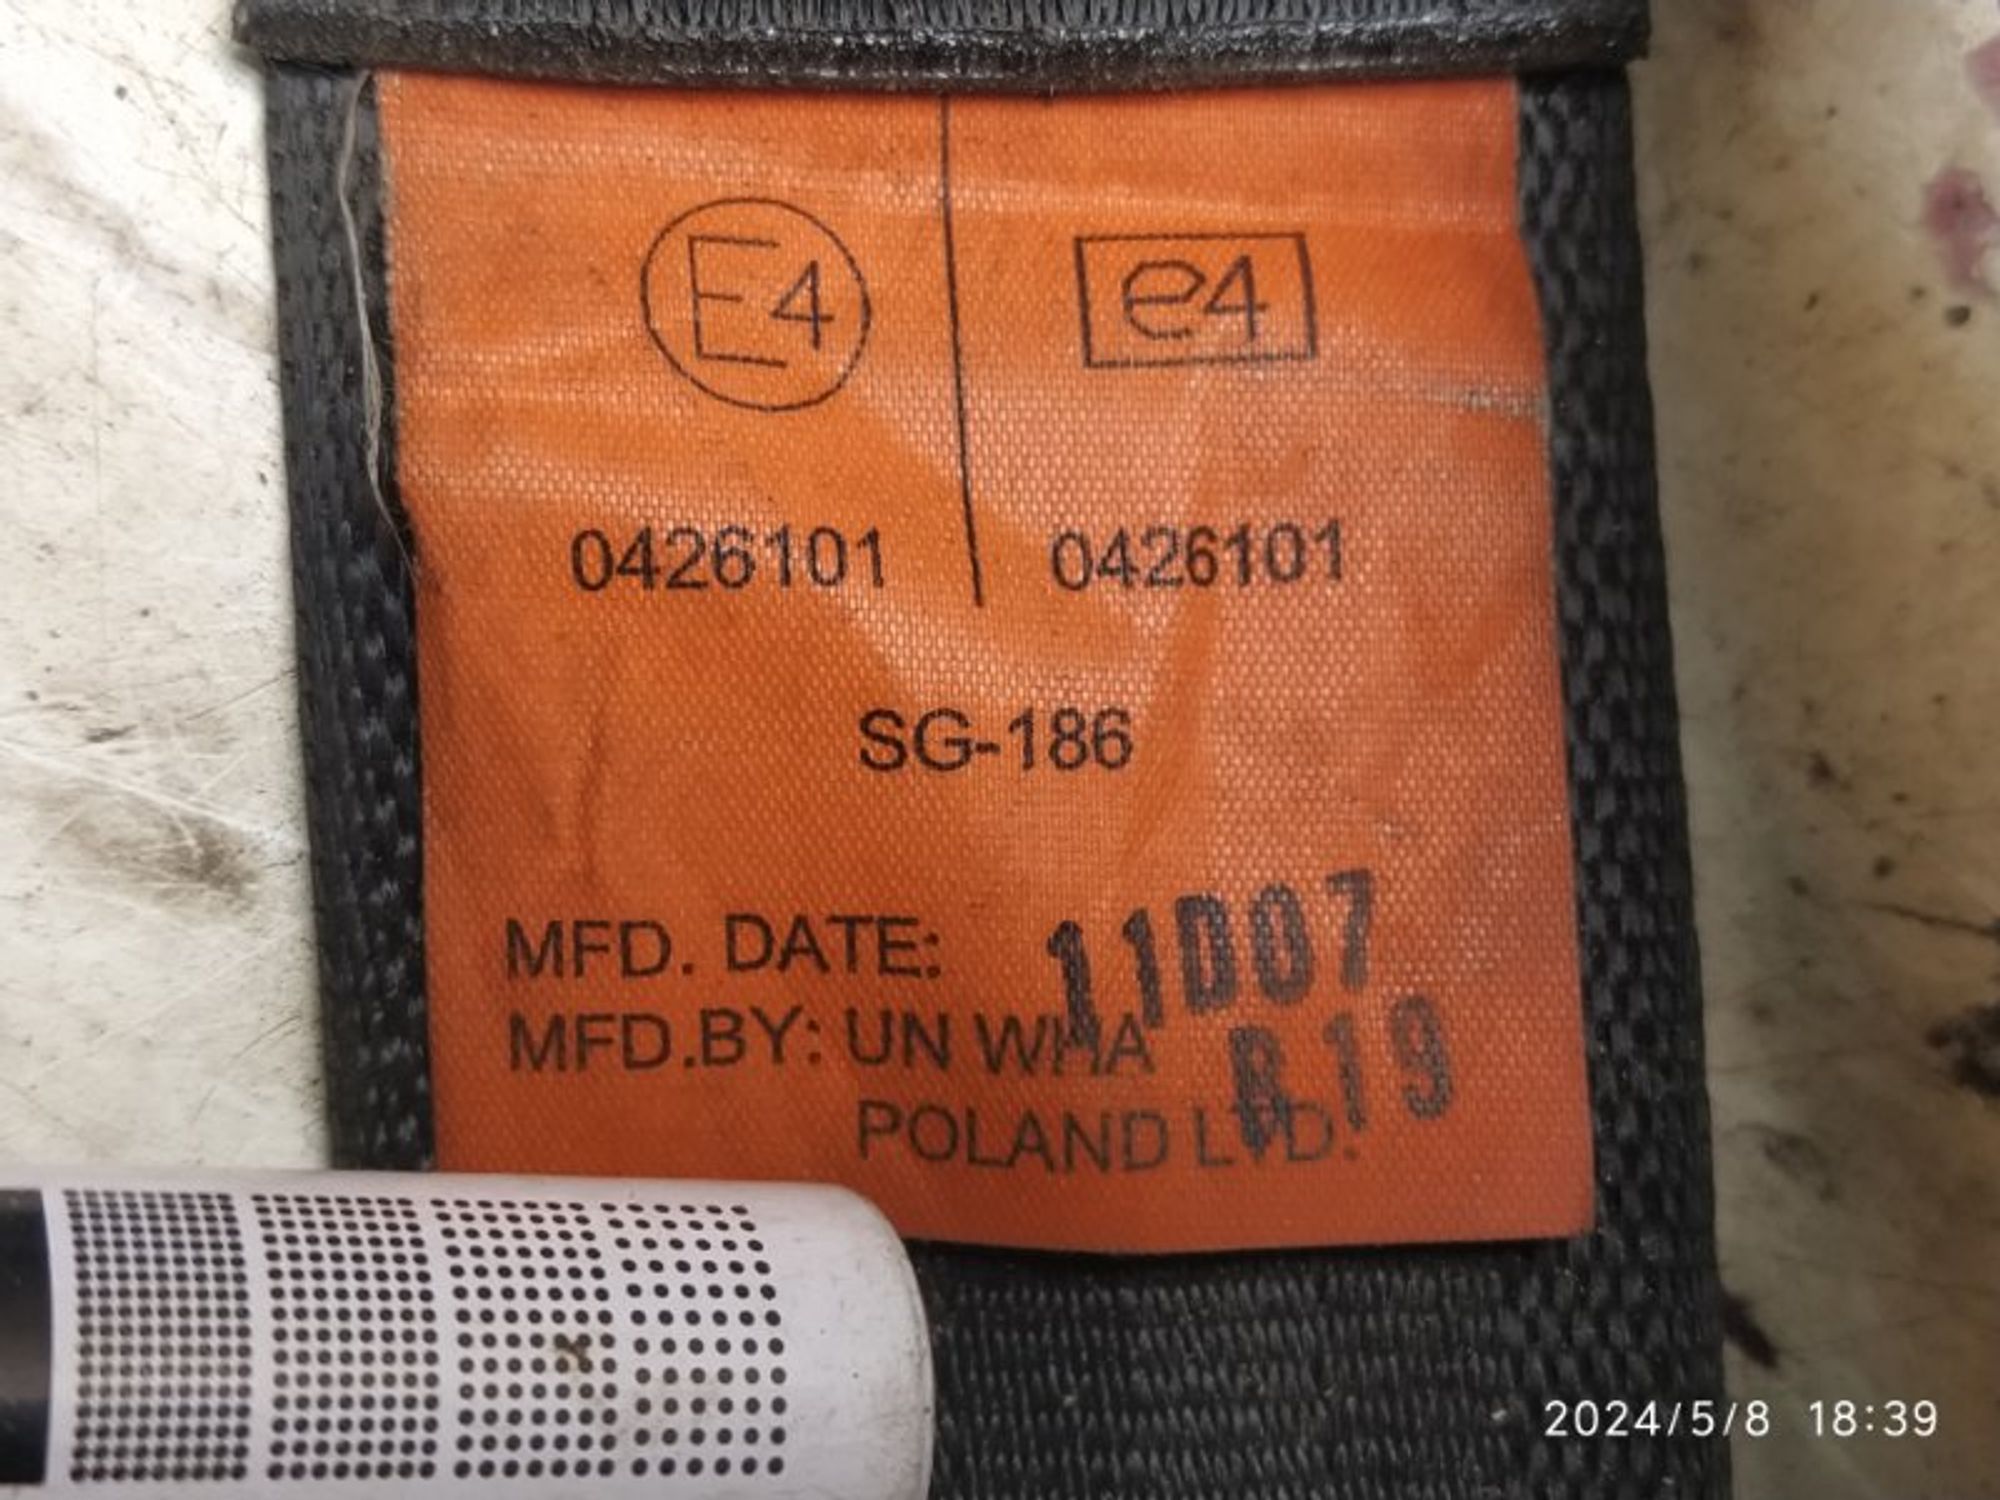 E4 e4
0426101 0426101
SG-186
MFD. DATE: 11D07
MFD.BY: UN WHA R19
POLAND LTD.
2024/5/8 18:39